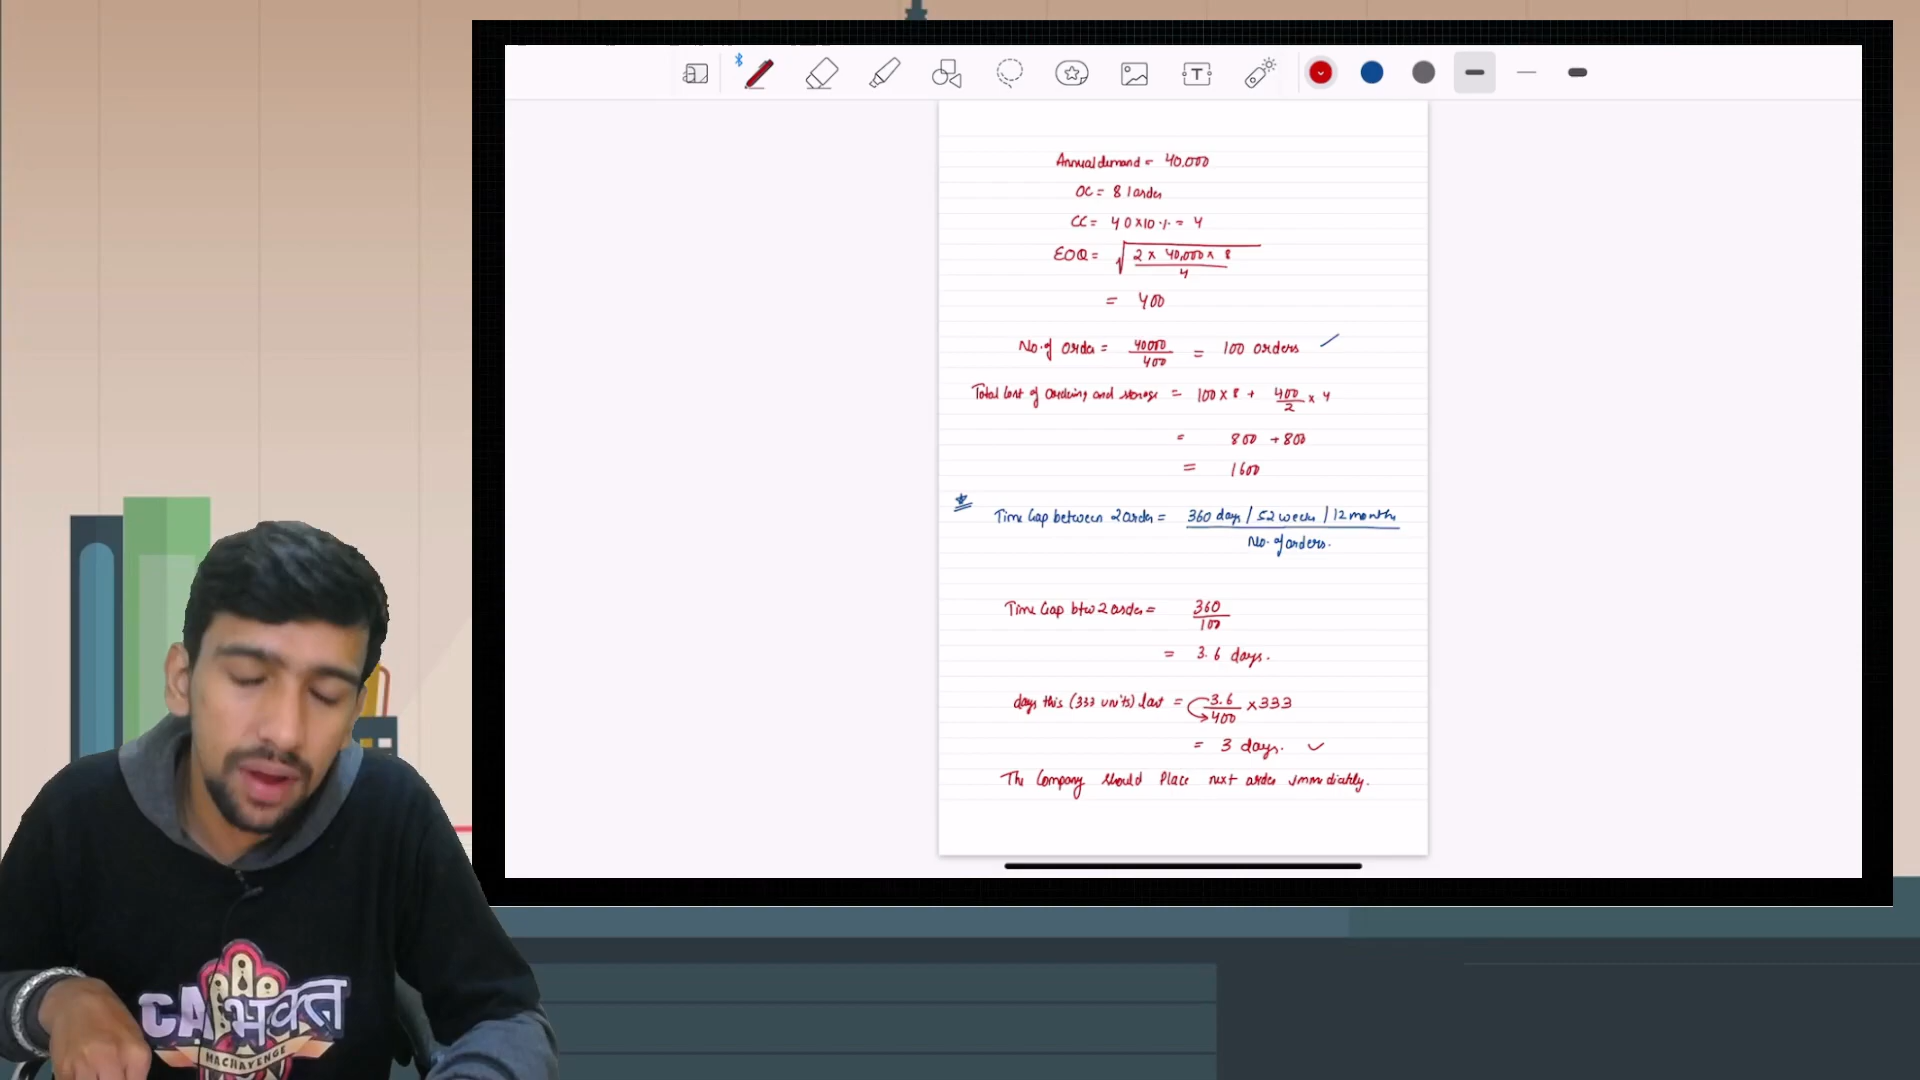 Annual demand = 40,000
OC = 8 / order
CC = 40 x 10 % = 4
EOQ = √ 2 x 40,000 x 8 / 4
= 400
No. of Order = 40000 / 400 = 100 orders
Total Cost of Ordering and storage = 100 x 8 + 400 / 2 x 4
= 800 + 800
= 1600
Time Gap between 2 order = 360 days / 52 weeks / 12 months
No. of orders.
Time Gap btw 2 order = 360 / 100
= 3.6 days.
days this (333 units) last = 3.6 / 400 x 333
= 3 days.
The Company should Place next order immediatly.
CA भक्त
MACHAYENGE